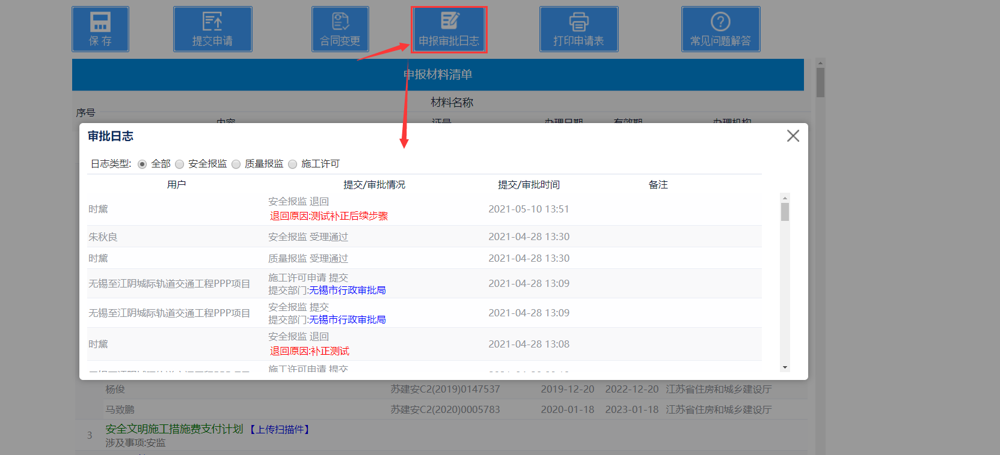 保 存
提交申请
合同变更
申报审批日志
打印申请表
常见问题解答
申报材料清单
材料名称
序号
内容 证号 办理日期 有效期 办理机构
审批日志
日志类型: 全部 安全报监 质量报监 施工许可
用户 提交/审批情况 提交/审批时间 备注
时黛 安全报监 退回 2021-05-10 13:51
退回原因:测试补正后续步骤
朱秋良 安全报监 受理通过 2021-04-28 13:30
时黛 质量报监 受理通过 2021-04-28 13:30
无锡至江阴城际轨道交通工程PPP项目 施工许可申请 提交 2021-04-28 13:09
提交部门:无锡市行政审批局
无锡至江阴城际轨道交通工程PPP项目 安全报监 提交 2021-04-28 13:09
提交部门:无锡市行政审批局
时黛 安全报监 退回 2021-04-28 13:08
退回原因:补正测试
施工许可申请 提交
杨俊 苏建安C2(2019)0147537 2019-12-20 2022-12-20 江苏省住房和城乡建设厅
马致鹏 苏建安C2(2020)0005783 2020-01-18 2023-01-18 江苏省住房和城乡建设厅
3 安全文明施工措施费支付计划 【上传扫描件】
涉及事项:安监